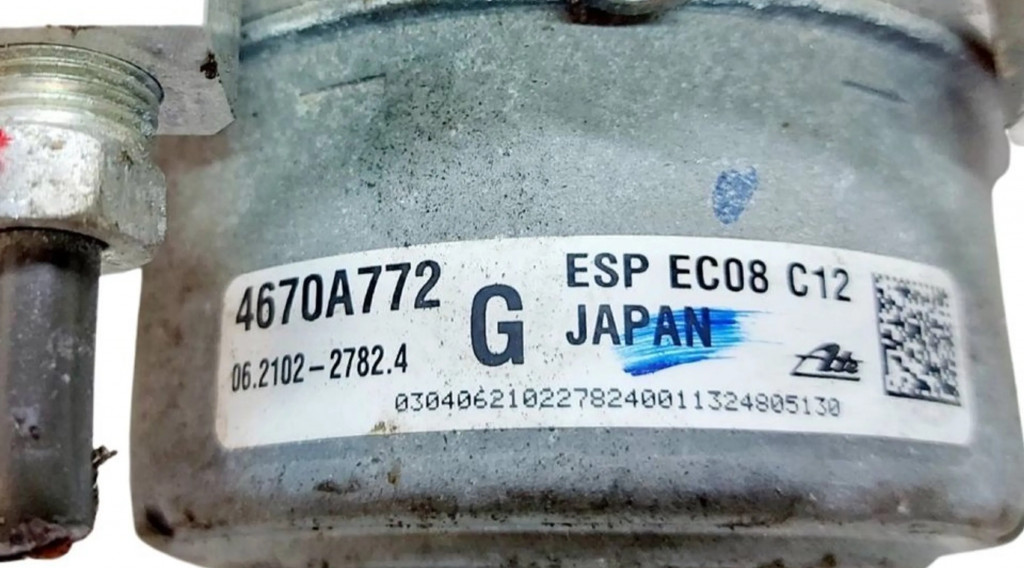 4670A772
G
ESP EC08 C12
JAPAN
06.2102-2782.4
Ate
0304062102278240011324805130